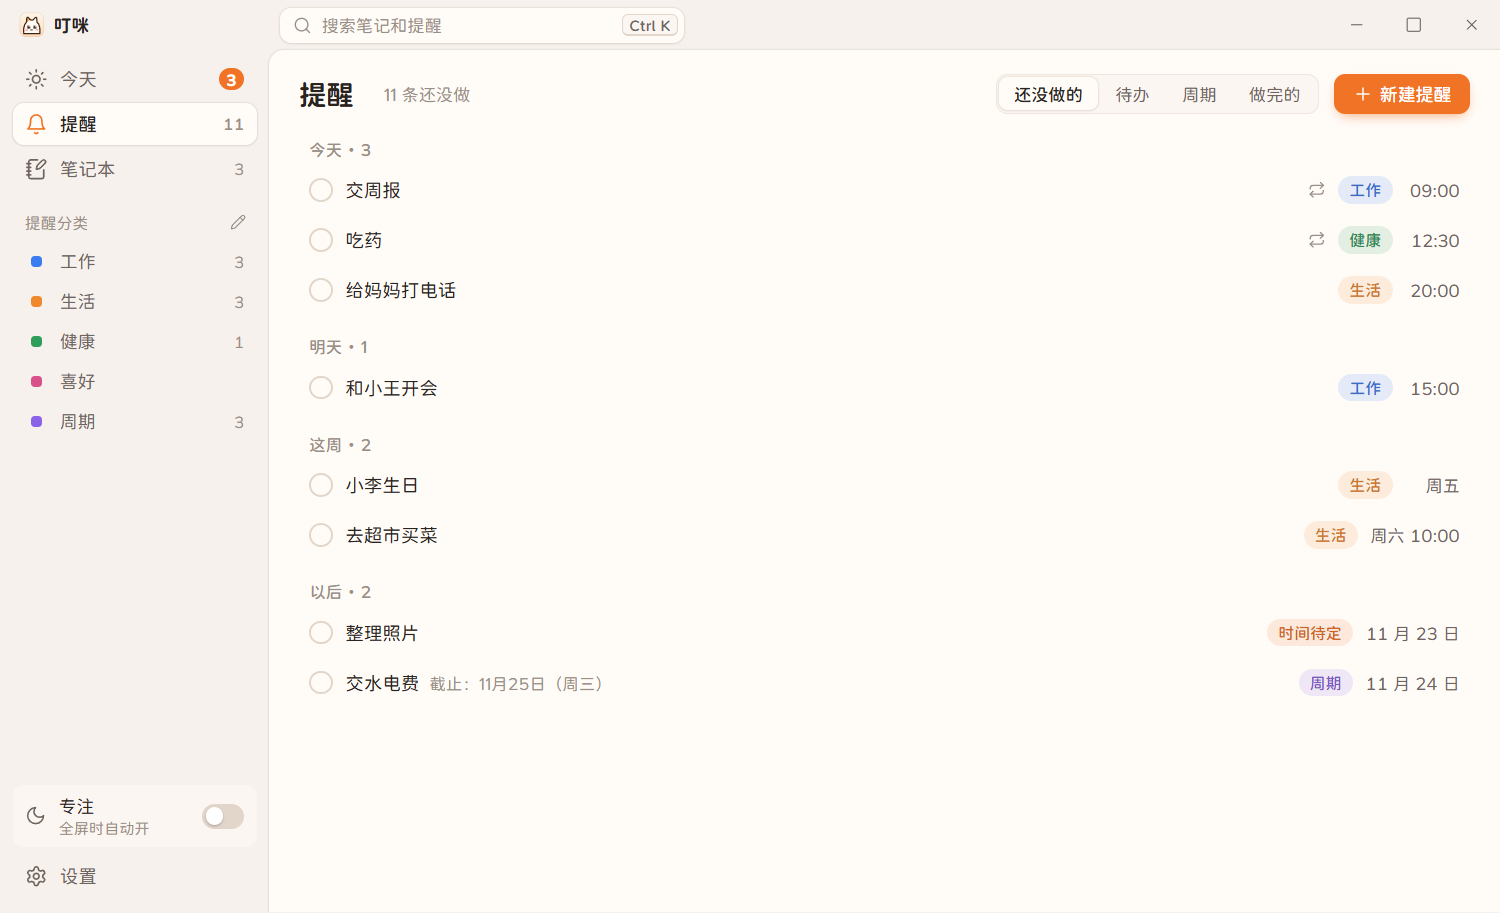 叮咪
搜索笔记和提醒 Ctrl K
今天 3
提醒 11
笔记本 3
提醒分类
工作 3
生活 3
健康 1
喜好
周期 3
专注
全屏时自动开
设置
提醒 11 条还没做 还没做的 待办 周期 做完的 新建提醒
今天 • 3
交周报 工作 09:00
吃药 健康 12:30
给妈妈打电话 生活 20:00
明天 • 1
和小王开会 工作 15:00
这周 • 2
小李生日 生活 周五
去超市买菜 生活 周六 10:00
以后 • 2
整理照片 时间待定 11 月 23 日
交水电费 截止：11月25日（周三） 周期 11 月 24 日